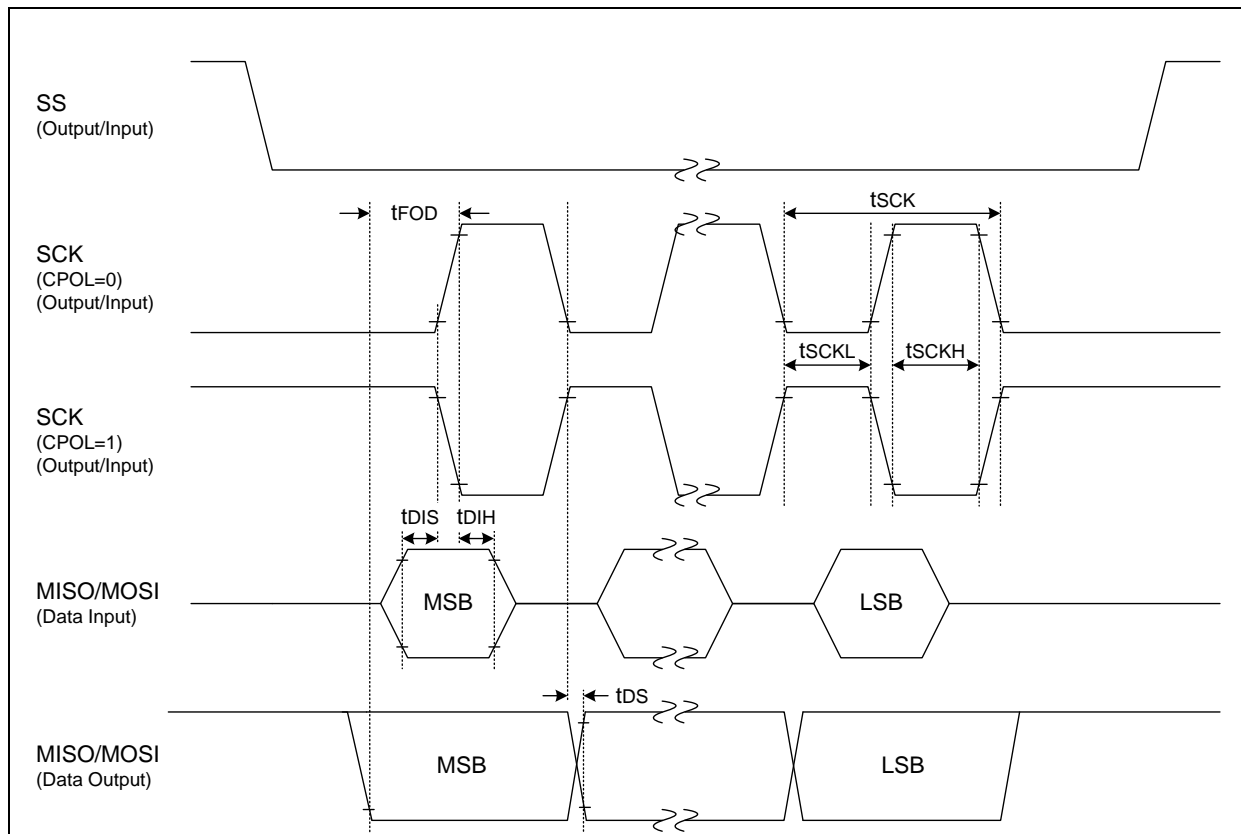 SS
(Output/Input)
tFOD
tSCK
SCK
(CPOL=0)
(Output/Input)
tSCKL
tSCKH
SCK
(CPOL=1)
(Output/Input)
tDIS
tDIH
MISO/MOSI
(Data Input)
MSB
LSB
tDS
MISO/MOSI
(Data Output)
MSB
LSB